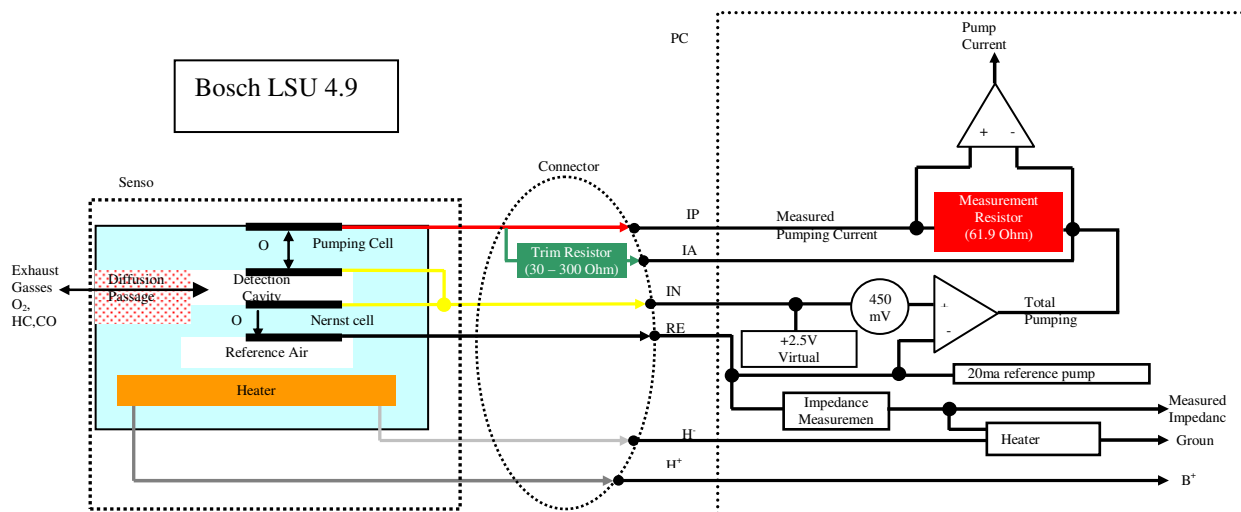 Pump
Current
PC
Bosch LSU 4.9
+ -
Connector
Senso
IP
Measured
Pumping Current
Measurement
Resistor
(61.9 Ohm)
O
Pumping Cell
Trim Resistor
(30 – 300 Ohm)
IA
Exhaust
Gasses
O2,
HC,CO
Diffusion
Passage
Detection
Cavity
IN
450
mV
+
-
Total
Pumping
O
Nernst cell
RE
+2.5V
Virtual
Reference Air
20ma reference pump
Heater
Impedance
Measuremen
Measured
Impedanc
H-
Heater
Groun
H+
B+